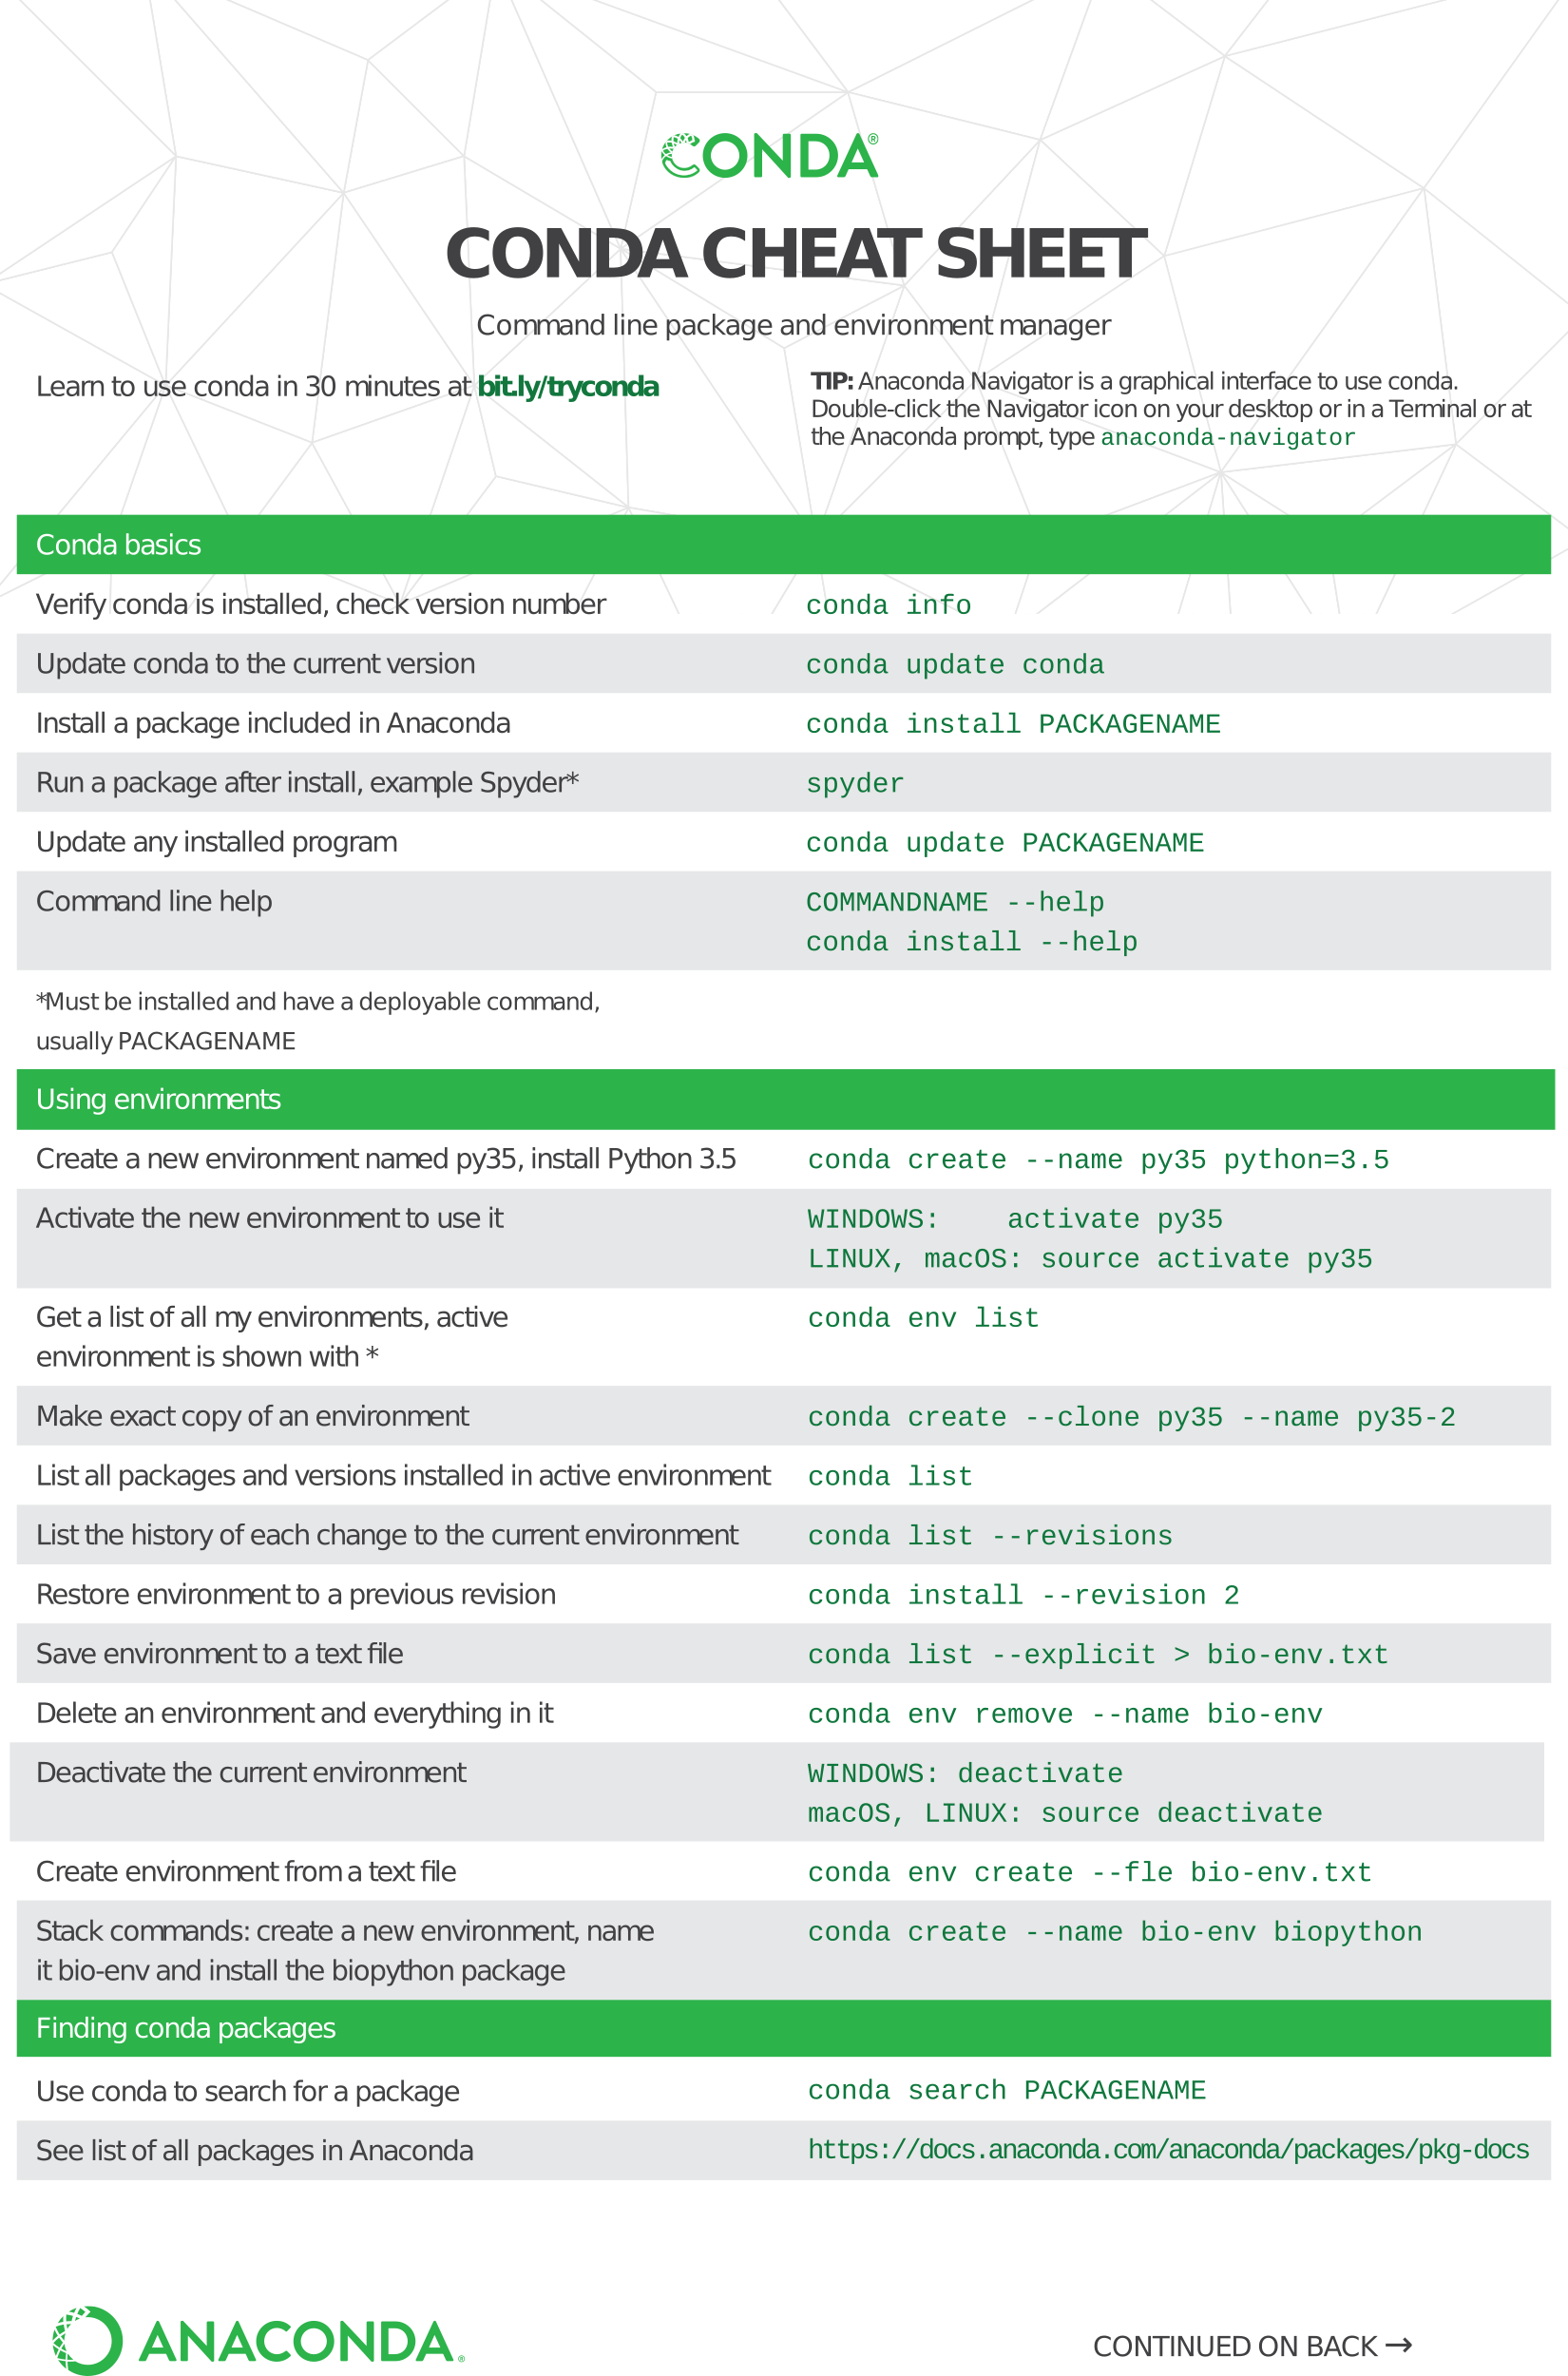 CONDA®
CONDA CHEAT SHEET
Command line package and environment manager
Learn to use conda in 30 minutes at bit.ly/tryconda
TIP: Anaconda Navigator is a graphical interface to use conda.
Double-click the Navigator icon on your desktop or in a Terminal or at
the Anaconda prompt, type anaconda-navigator
Conda basics
Verify conda is installed, check version number conda info
Update conda to the current version conda update conda
Install a package included in Anaconda conda install PACKAGENAME
Run a package after install, example Spyder* spyder
Update any installed program conda update PACKAGENAME
Command line help COMMANDNAME --help
conda install --help
*Must be installed and have a deployable command,
usually PACKAGENAME
Using environments
Create a new environment named py35, install Python 3.5 conda create --name py35 python=3.5
Activate the new environment to use it WINDOWS: activate py35
LINUX, macOS: source activate py35
Get a list of all my environments, active conda env list
environment is shown with *
Make exact copy of an environment conda create --clone py35 --name py35-2
List all packages and versions installed in active environment conda list
List the history of each change to the current environment conda list --revisions
Restore environment to a previous revision conda install --revision 2
Save environment to a text file conda list --explicit > bio-env.txt
Delete an environment and everything in it conda env remove --name bio-env
Deactivate the current environment WINDOWS: deactivate
macOS, LINUX: source deactivate
Create environment from a text file conda env create --fle bio-env.txt
Stack commands: create a new environment, name conda create --name bio-env biopython
it bio-env and install the biopython package
Finding conda packages
Use conda to search for a package conda search PACKAGENAME
See list of all packages in Anaconda https://docs.anaconda.com/anaconda/packages/pkg-docs
ANACONDA®
CONTINUED ON BACK →